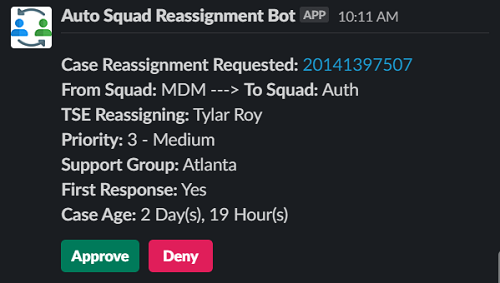 Auto Squad Reassignment Bot APP 10:11 AM
Case Reassignment Requested: 20141397507
From Squad: MDM ---> To Squad: Auth
TSE Reassigning: Tylar Roy
Priority: 3 - Medium
Support Group: Atlanta
First Response: Yes
Case Age: 2 Day(s), 19 Hour(s)
Approve Deny